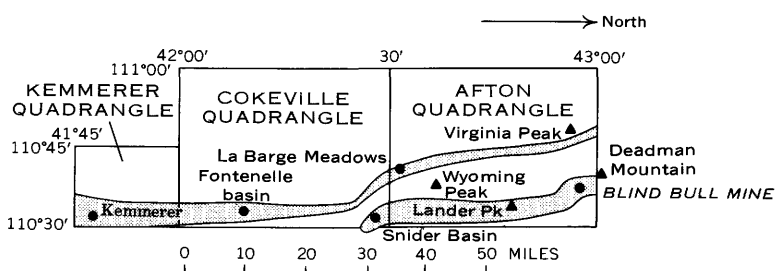 North
42°00′
30′
43°00′
111°00′
KEMMERER
QUADRANGLE
COKEVILLE
QUADRANGLE
AFTON
QUADRANGLE
41°45′
Virginia Peak
110°45′
La Barge Meadows
Deadman
Mountain
Fontenelle
basin
Wyoming
Peak
BLIND BULL MINE
Kemmerer
Lander Pk
110°30′
Snider Basin
0 10 20 30 40 50 MILES